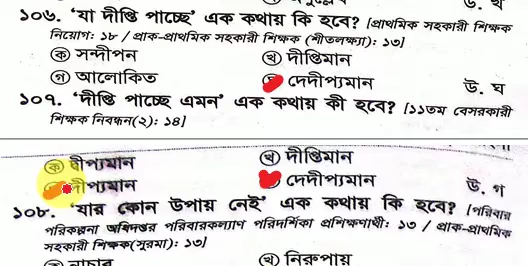 ১০৬. ‘যা দীপ্তি পাচ্ছে’ এক কথায় কি হবে? [প্রাথমিক সহকারী শিক্ষক
নিয়োগ: ১৮ / প্রাক-প্রাথমিক সহকারী শিক্ষক (শীতলক্ষ্যা): ১৩]
ক সন্দীপন খ দীপ্তিমান
গ আলোকিত দেদীপ্যমান উ. ঘ
১০৭. ‘দীপ্তি পাচ্ছে এমন’ এক কথায় কী হবে? [১১তম বেসরকারী
শিক্ষক নিবন্ধন(২): ১৪]
ক দ্বীপ্যমান খ দীপ্তিমান
দীপ্যমান দেদীপ্যমান উ. গ
১০৮. ‘যার কোন উপায় নেই’ এক কথায় কি হবে? [পরিবার
পরিকল্পনা অধিদপ্তর পরিবারকল্যাণ পরিদর্শিকা প্রশিক্ষণার্থী: ১৩ / প্রাক-প্রাথমিক
সহকারী শিক্ষক(সুরমা): ১৩]
নাচার খ নিরুপায়